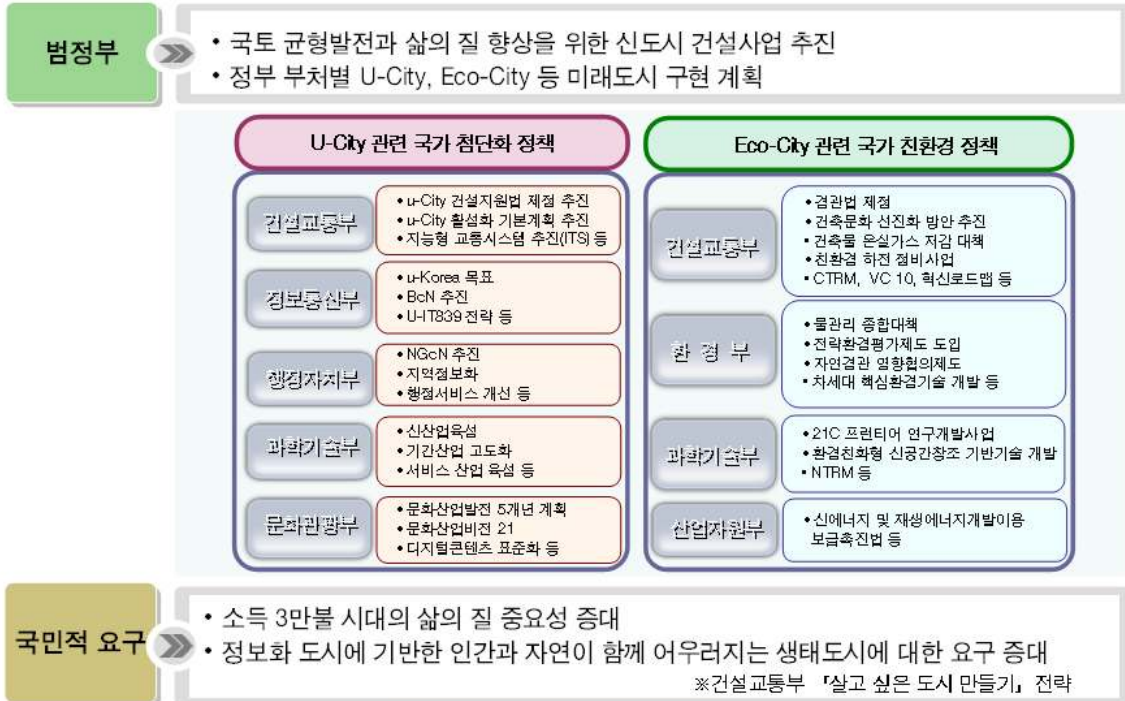 범정부
• 국토 균형발전과 삶의 질 향상을 위한 신도시 건설사업 추진
• 정부 부처별 U-City, Eco-City 등 미래도시 구현 계획
U-City 관련 국가 첨단화 정책
건설교통부
• u-City 건설지원법 제정 추진
• u-City 활성화 기본계획 추진
• 지능형 교통시스템 추진(ITS) 등
정보통신부
• u-Korea 목표
• BcN 추진
• U-IT839 전략 등
행정자치부
• NGcN 추진
• 지역정보화
• 행정서비스 개선 등
과학기술부
• 신산업육성
• 기간산업 고도화
• 서비스 산업 육성 등
문화관광부
• 문화산업발전 5개년 계획
• 문화산업비전 21
• 디지털콘텐츠 표준화 등
Eco-City 관련 국가 친환경 정책
건설교통부
• 경관법 제정
• 건축문화 선진화 방안 추진
• 건축물 온실가스 저감 대책
• 친환경 하전 정비사업
• CTRM, VC 10, 혁신로드맵 등
환 경 부
• 물관리 종합대책
• 전략환경평가제도 도입
• 자연경관 영향협의제도
• 차세대 핵심환경기술 개발 등
과학기술부
• 21C 프런티어 연구개발사업
• 환경친화형 신공간창조 기반기술 개발
• NTRM 등
산업자원부
• 신에너지 및 재생에너지개발이용
보급촉진법 등
국민적 요구
• 소득 3만불 시대의 삶의 질 중요성 증대
• 정보화 도시에 기반한 인간과 자연이 함께 어우러지는 생태도시에 대한 요구 증대
※건설교통부 「살고 싶은 도시 만들기」 전략